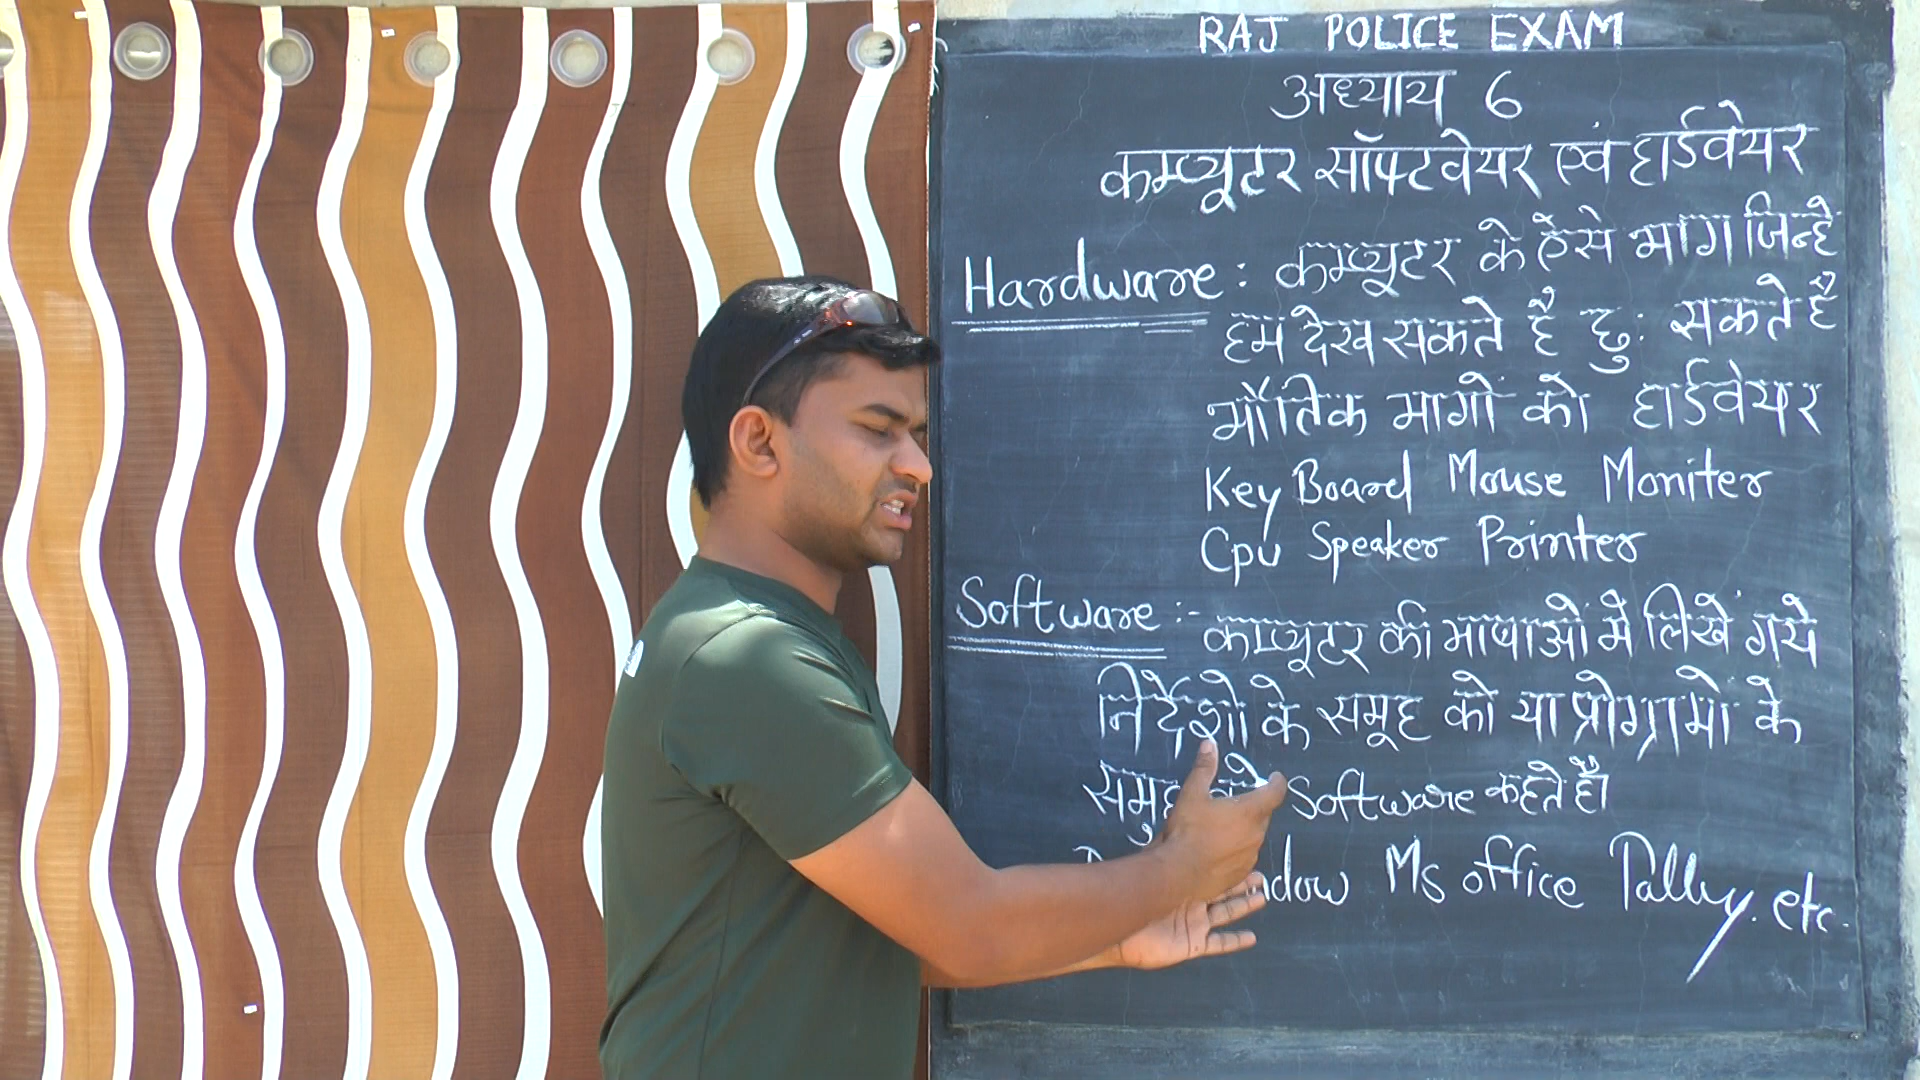 RAJ POLICE EXAM
अध्याय 6
कम्प्यूटर सॉफ्टवेयर एवं हार्डवेयर
Hardware : कम्प्यूटर के ऐसे भाग जिन्हे
हम देख सकते है छु: सकते है
भौतिक भागों को हार्डवेयर
Key Board Mouse Moniter
Cpu Speaker Printer
Software :- कम्प्यूटर की भाषाओं मे लिखें गये
निर्देशो के समूह को या प्रोग्रामों के
समुह को Software कहते हैं।
Ms office Tally. etc.